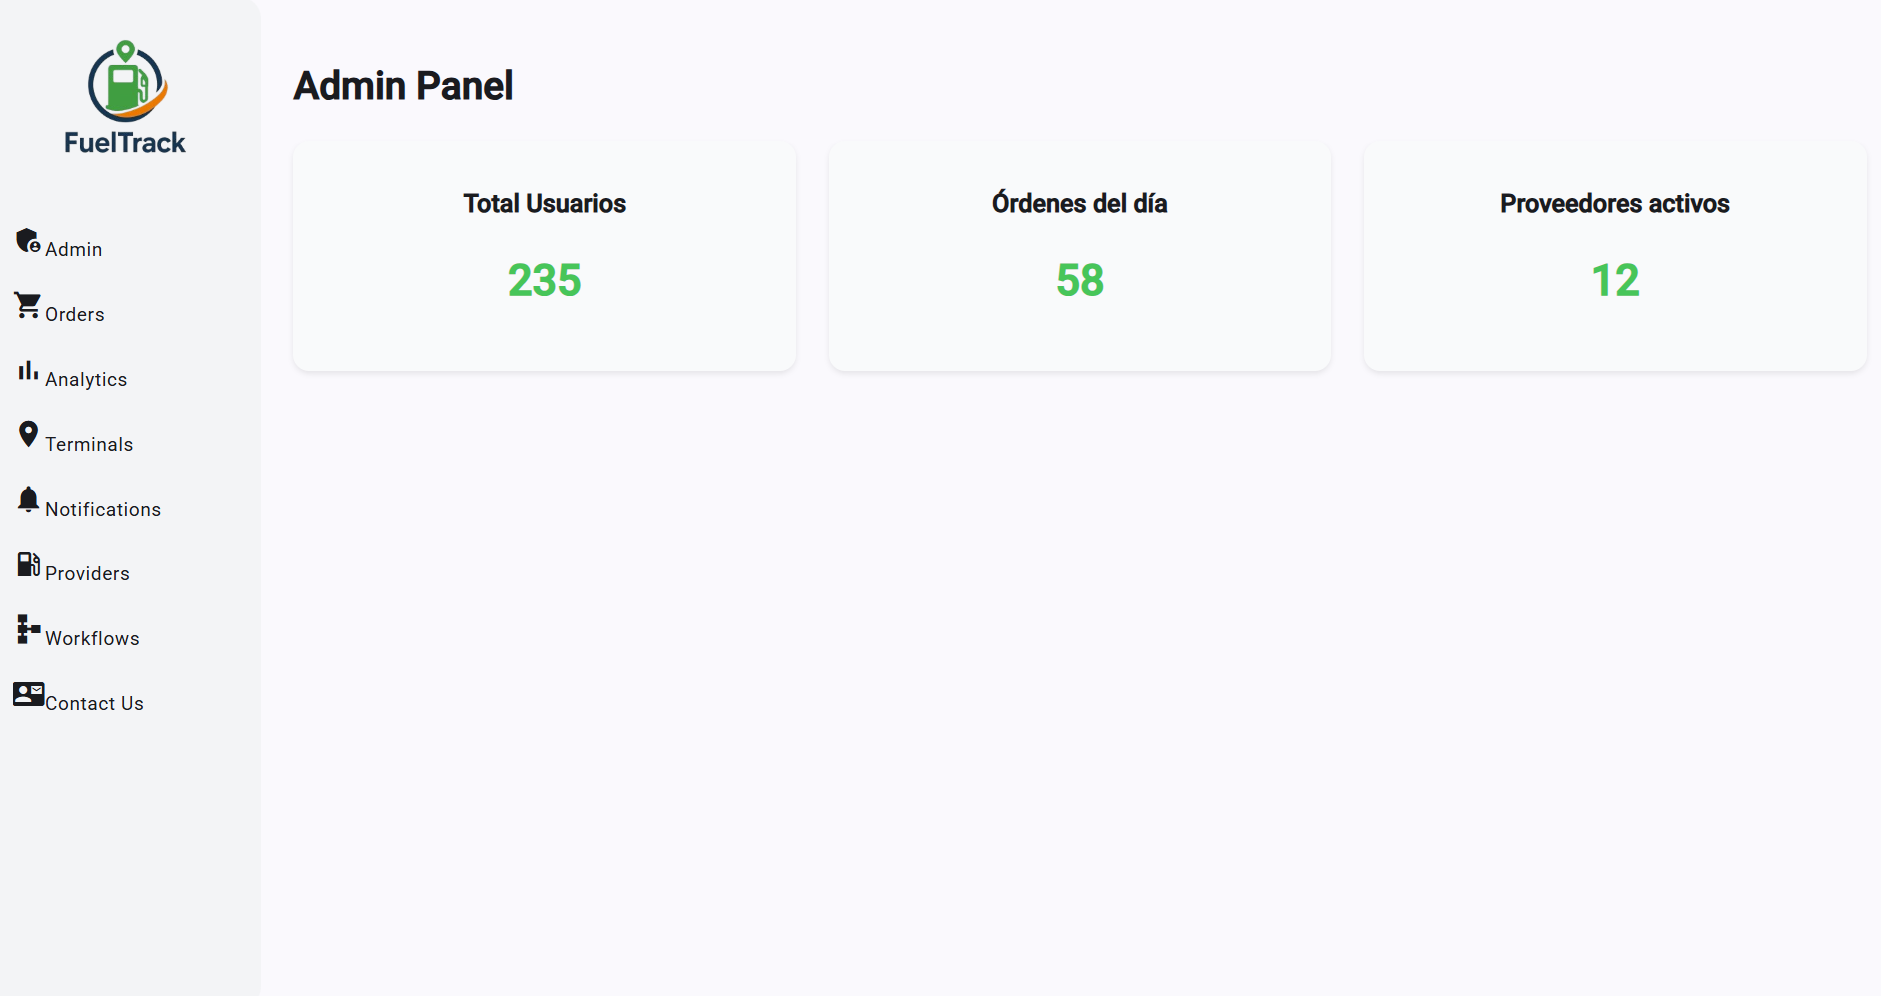 FuelTrack
Admin
Orders
Analytics
Terminals
Notifications
Providers
Workflows
Contact Us
Admin Panel
Total Usuarios
235
Órdenes del día
58
Proveedores activos
12